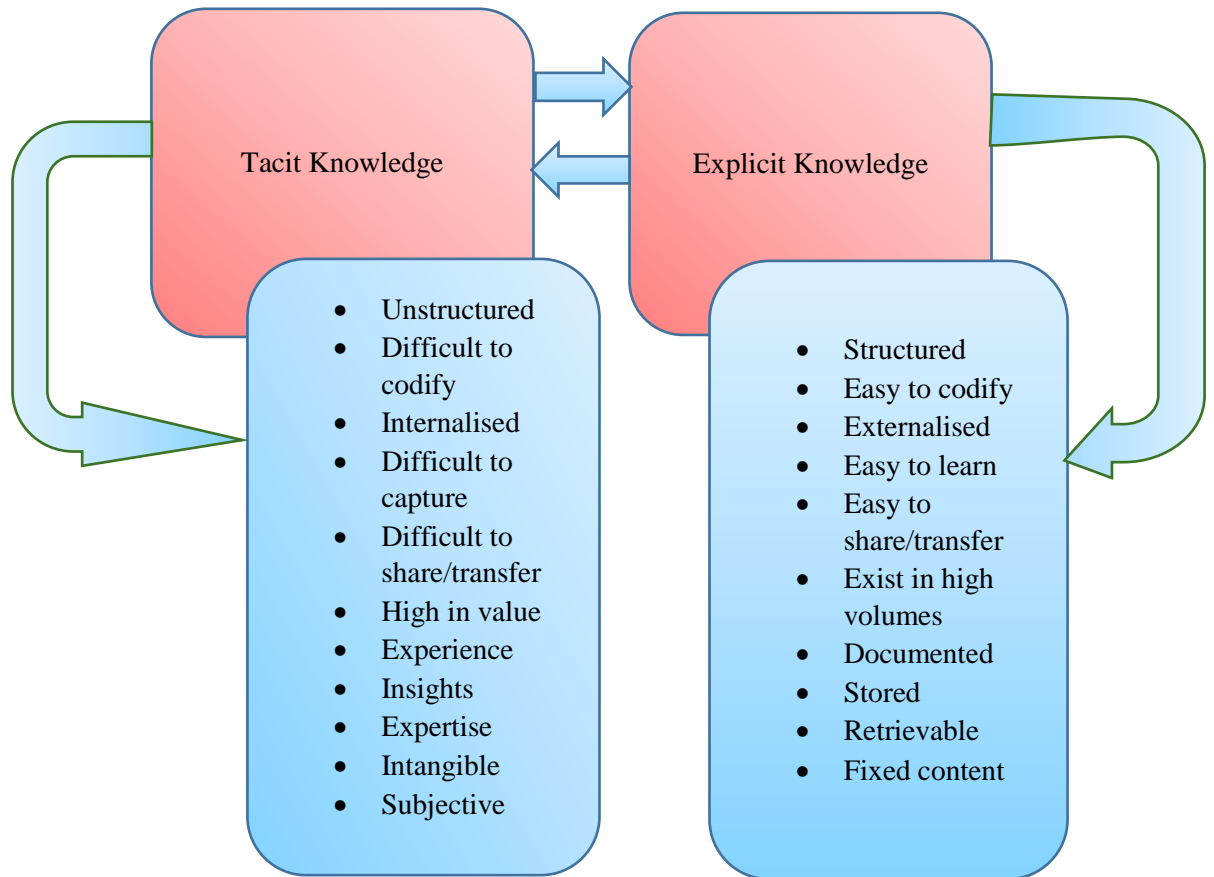 Tacit Knowledge
Explicit Knowledge
• Unstructured
• Difficult to
codify
• Internalised
• Difficult to
capture
• Difficult to
share/transfer
• High in value
• Experience
• Insights
• Expertise
• Intangible
• Subjective
• Structured
• Easy to codify
• Externalised
• Easy to learn
• Easy to
share/transfer
• Exist in high
volumes
• Documented
• Stored
• Retrievable
• Fixed content